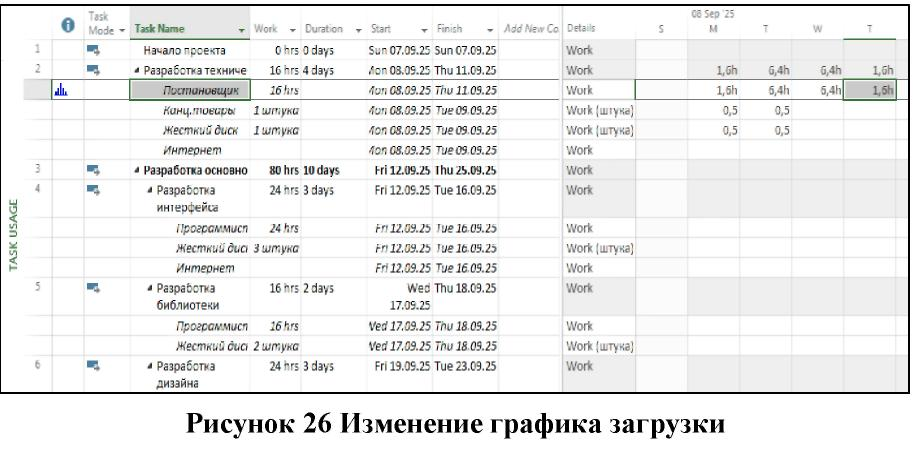 08 Sep '25
Task Mode Task Name Work Duration Start Finish Add New Co Details S M T W T
1 Начало проекта 0 hrs 0 days Sun 07.09.25 Sun 07.09.25 Work
2 Разработка техниче 16 hrs 4 days Mon 08.09.25 Thu 11.09.25 Work 1,6h 6,4h 6,4h 1,6h
Постановщик 16 hrs Mon 08.09.25 Thu 11.09.25 Work 1,6h 6,4h 6,4h 1,6h
Канц.товары 1 штука Mon 08.09.25 Tue 09.09.25 Work (штука) 0,5 0,5
Жесткий диск 1 штука Mon 08.09.25 Tue 09.09.25 Work (штука) 0,5 0,5
Интернет Mon 08.09.25 Tue 09.09.25 Work
3 Разработка основно 80 hrs 10 days Fri 12.09.25 Thu 25.09.25 Work
4 Разработка 24 hrs 3 days Fri 12.09.25 Tue 16.09.25 Work
интерфейса
Программист 24 hrs Fri 12.09.25 Tue 16.09.25 Work
Жесткий дис 3 штука Fri 12.09.25 Tue 16.09.25 Work (штука)
Интернет Fri 12.09.25 Tue 16.09.25 Work
5 Разработка 16 hrs 2 days Wed Thu 18.09.25 Work
библиотеки 17.09.25
Программист 16 hrs Wed 17.09.25 Thu 18.09.25 Work
Жесткий дис 2 штука Wed 17.09.25 Thu 18.09.25 Work (штука)
6 Разработка 24 hrs 3 days Fri 19.09.25 Tue 23.09.25 Work
дизайна
TASK USAGE
Рисунок 26 Изменение графика загрузки